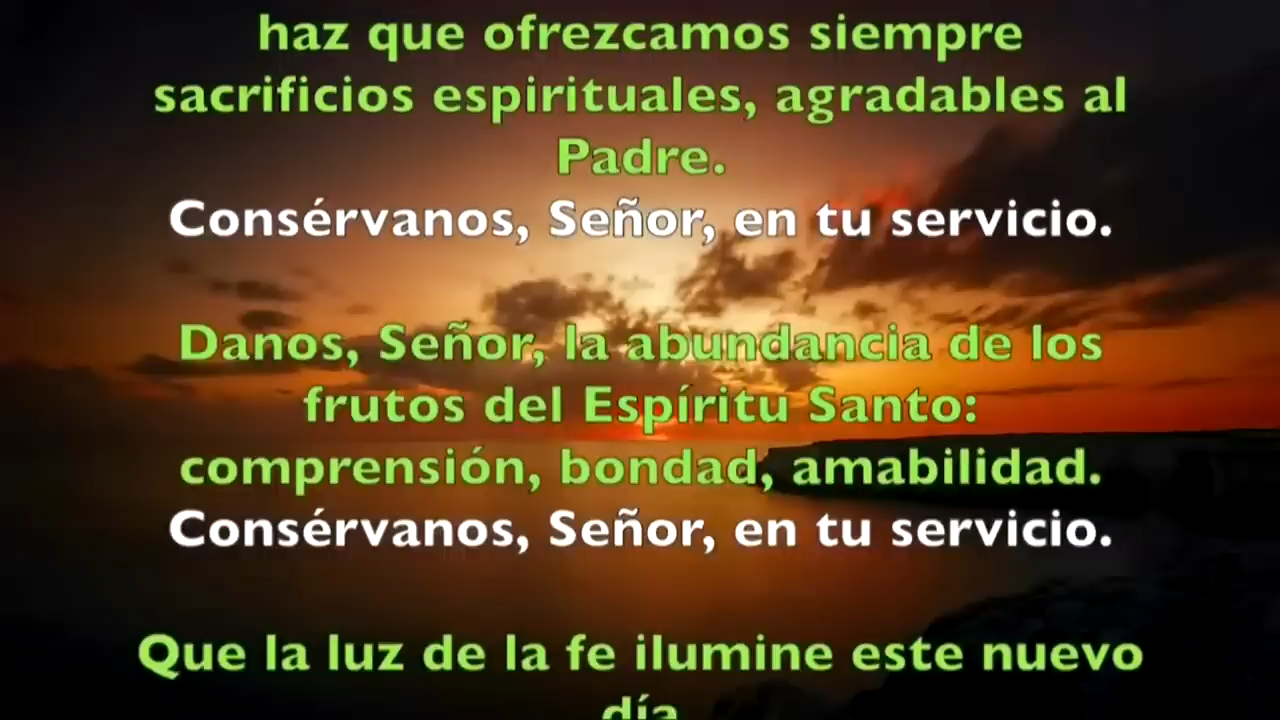 haz que ofrezcamos siempre
sacrificios espirituales, agradables al
Padre.
Consérvanos, Señor, en tu servicio.
Danos, Señor, la abundancia de los
frutos del Espíritu Santo:
comprensión, bondad, amabilidad.
Consérvanos, Señor, en tu servicio.
Que la luz de la fe ilumine este nuevo
día